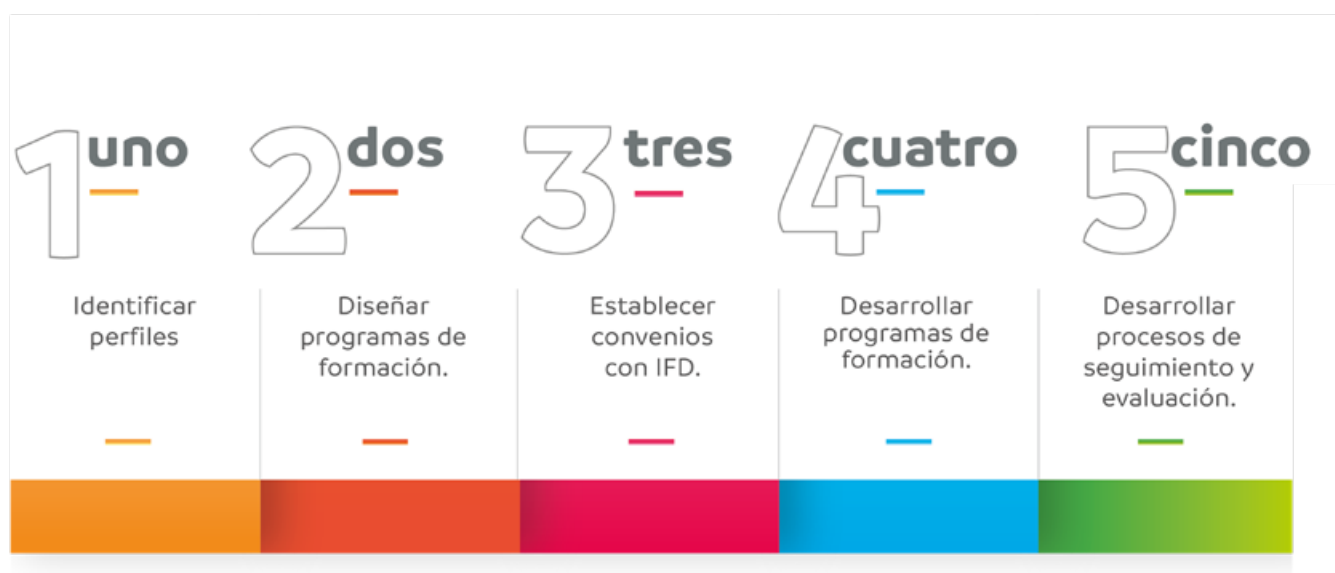 1 uno
Identificar
perfiles
2 dos
Diseñar
programas de
formación.
3 tres
Establecer
convenios
con IFD.
4 cuatro
Desarrollar
programas de
formación.
5 cinco
Desarrollar
procesos de
seguimiento y
evaluación.